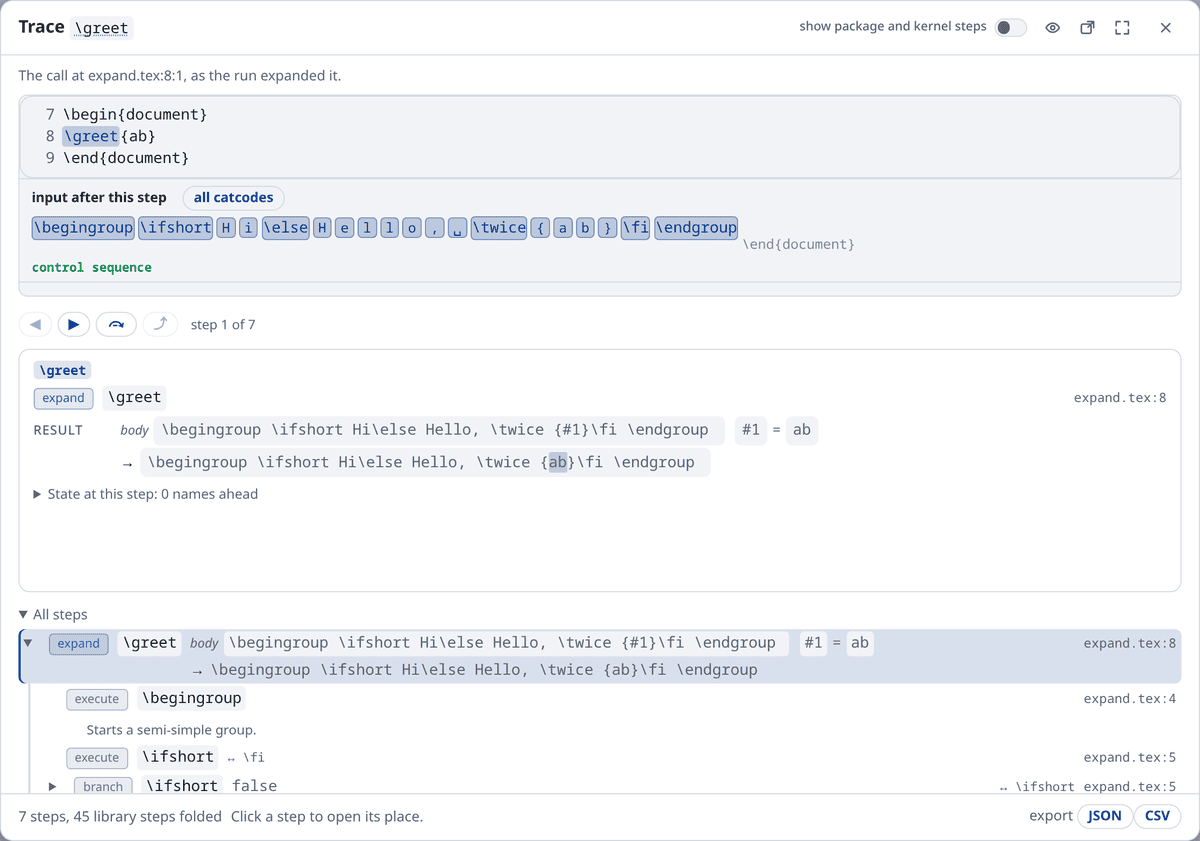 Trace \greet show package and kernel steps
The call at expand.tex:8:1, as the run expanded it.
7 \begin{document}
8 \greet{ab}
9 \end{document}
input after this step all catcodes
\begingroup \ifshort H i \else H e l l o , ␣ \twice { a b } \fi \endgroup \end{document}
control sequence
step 1 of 7
\greet
expand \greet expand.tex:8
RESULT body \begingroup \ifshort Hi\else Hello, \twice {#1}\fi \endgroup #1 = ab
→ \begingroup \ifshort Hi\else Hello, \twice {ab}\fi \endgroup
State at this step: 0 names ahead
All steps
expand \greet body \begingroup \ifshort Hi\else Hello, \twice {#1}\fi \endgroup #1 = ab expand.tex:8
→ \begingroup \ifshort Hi\else Hello, \twice {ab}\fi \endgroup
execute \begingroup expand.tex:4
Starts a semi-simple group.
execute \ifshort ↔ \fi expand.tex:5
branch \ifshort false ↔ \ifshort expand.tex:5
7 steps, 45 library steps folded Click a step to open its place. export JSON CSV